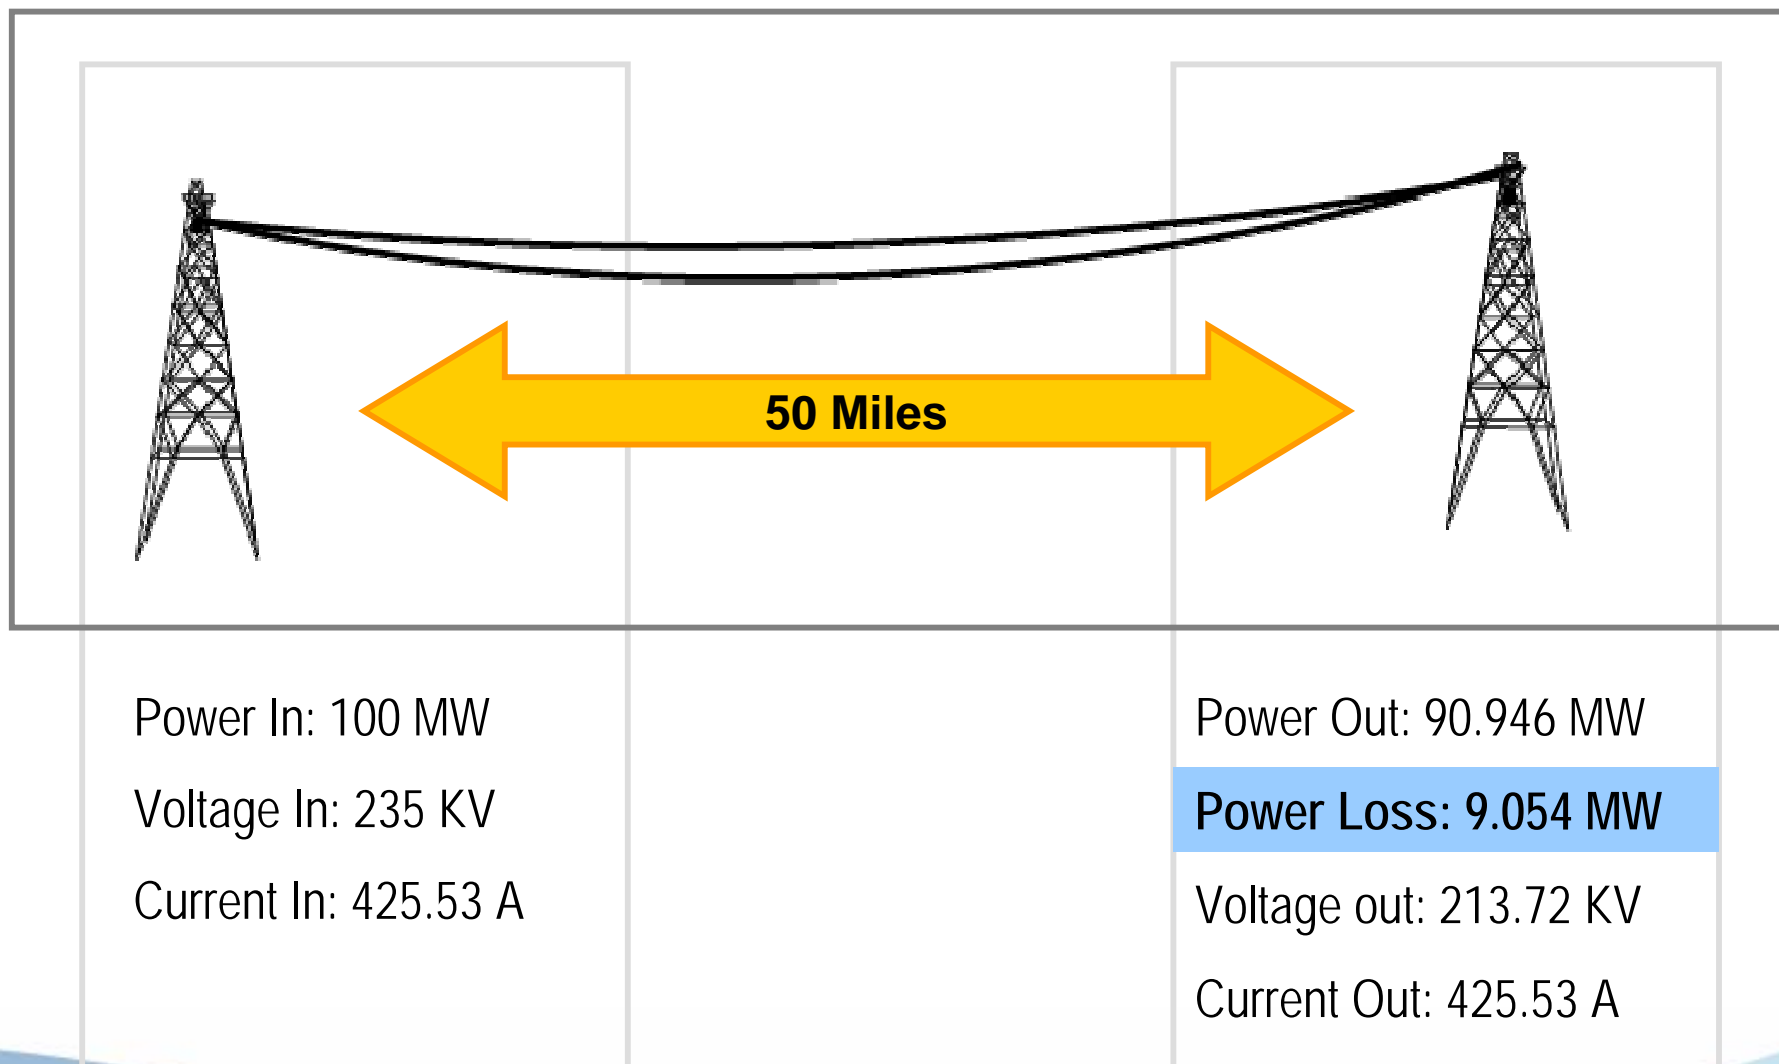 50 Miles
Power In: 100 MW
Voltage In: 235 KV
Current In: 425.53 A
Power Out: 90.946 MW
Power Loss: 9.054 MW
Voltage out: 213.72 KV
Current Out: 425.53 A